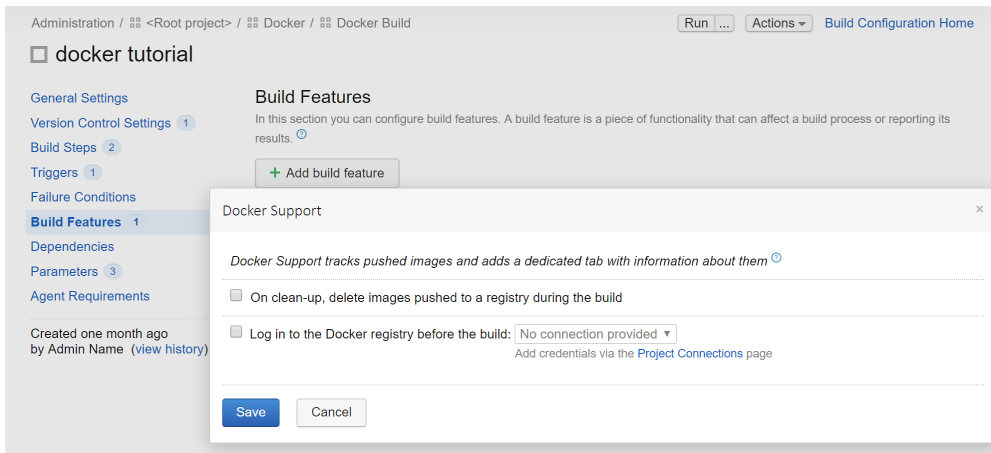 Administration / <Root project> / Docker / Docker Build
Run ... Actions Build Configuration Home
docker tutorial
General Settings
Version Control Settings 1
Build Steps 2
Triggers 1
Failure Conditions
Build Features 1
Dependencies
Parameters 3
Agent Requirements
Created one month ago
by Admin Name (view history)
Build Features
In this section you can configure build features. A build feature is a piece of functionality that can affect a build process or reporting its
results. ?
+ Add build feature
Docker Support ×
Docker Support tracks pushed images and adds a dedicated tab with information about them ?
On clean-up, delete images pushed to a registry during the build
Log in to the Docker registry before the build: No connection provided
Add credentials via the Project Connections page
Save Cancel